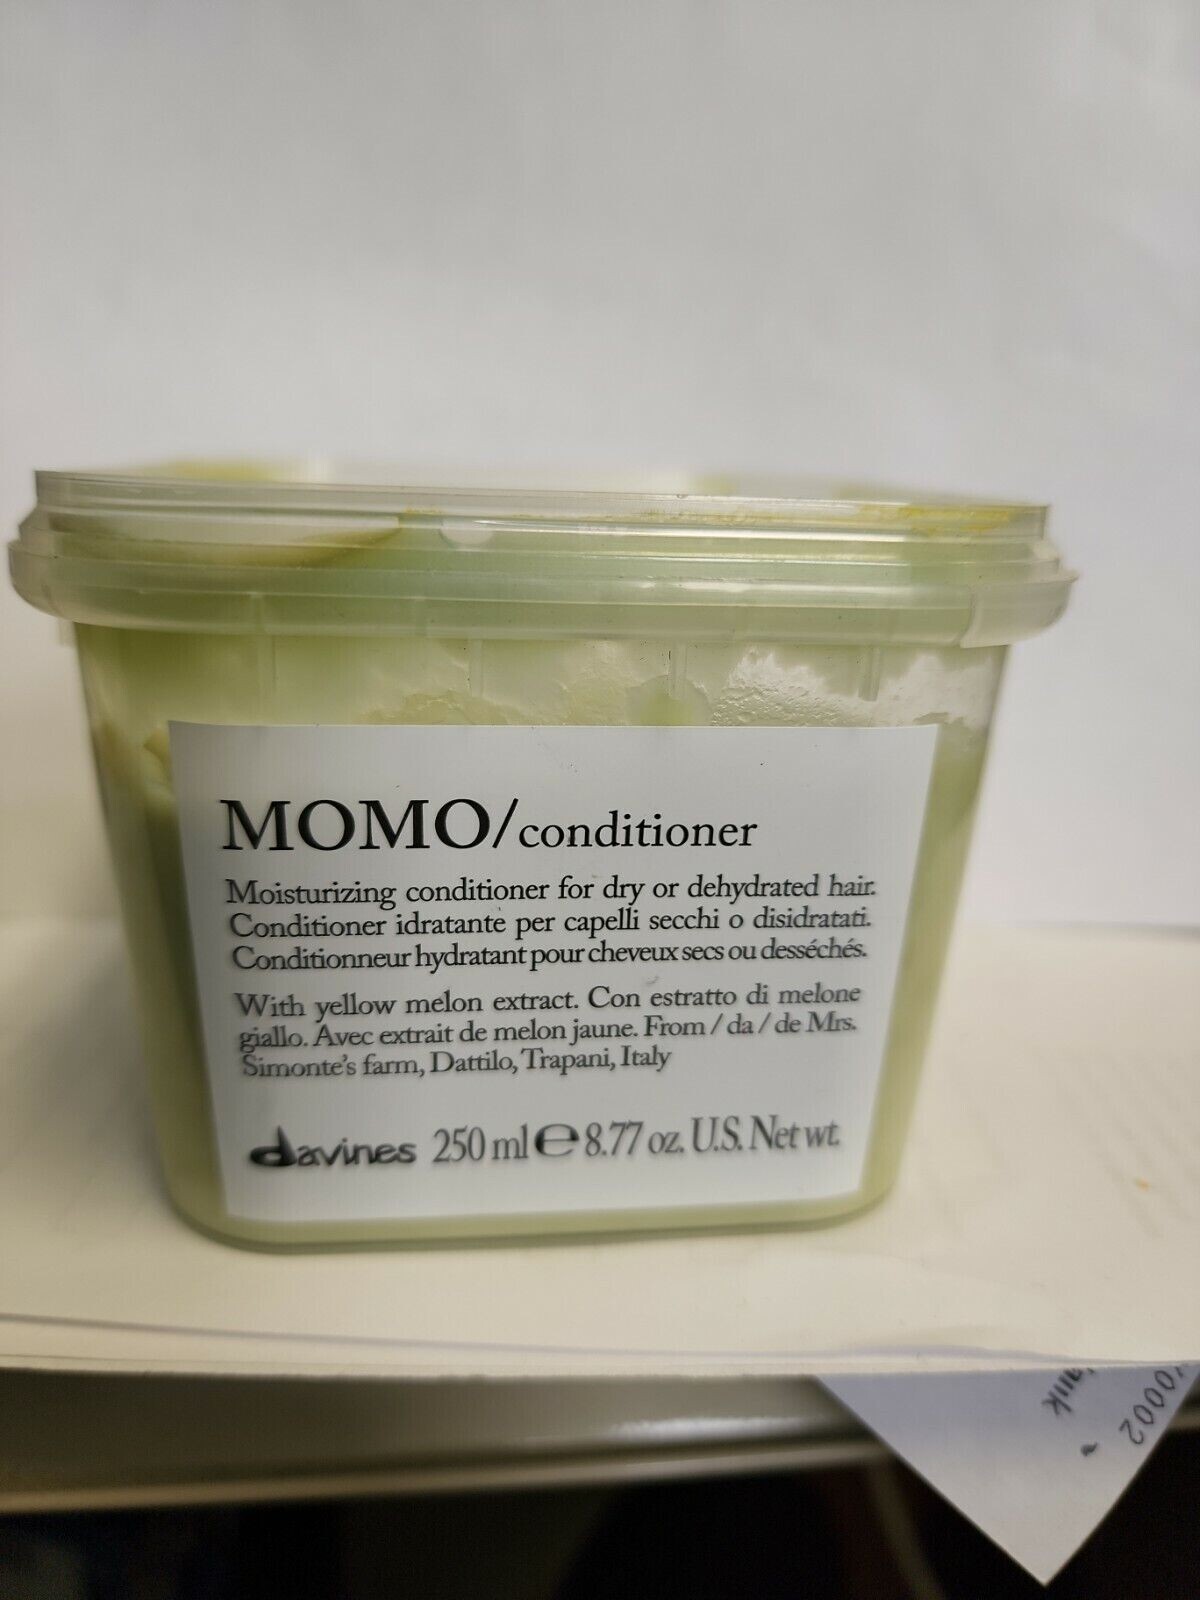 MOMO/conditioner
Moisturizing conditioner for dry or dehydrated hair.
Conditioner idratante per capelli secchi o disidratati.
Conditionneur hydratant pour cheveux secs ou desséchés.
With yellow melon extract. Con estratto di melone
giallo. Avec extrait de melon jaune. From / da / de Mrs.
Simonte's farm, Dattilo, Trapani, Italy
davines 250 ml ℮ 8.77 oz. U.S. Net wt.